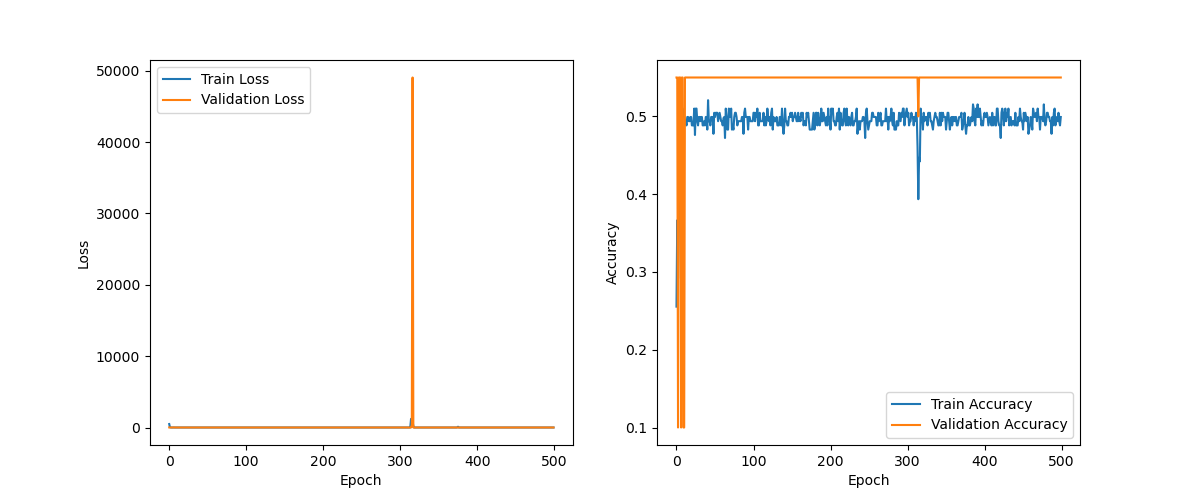 50000
40000
30000
20000
10000
0
Loss
Train Loss
Validation Loss
0 100 200 300 400 500
Epoch
0.5
0.4
0.3
0.2
0.1
Accuracy
Train Accuracy
Validation Accuracy
0 100 200 300 400 500
Epoch